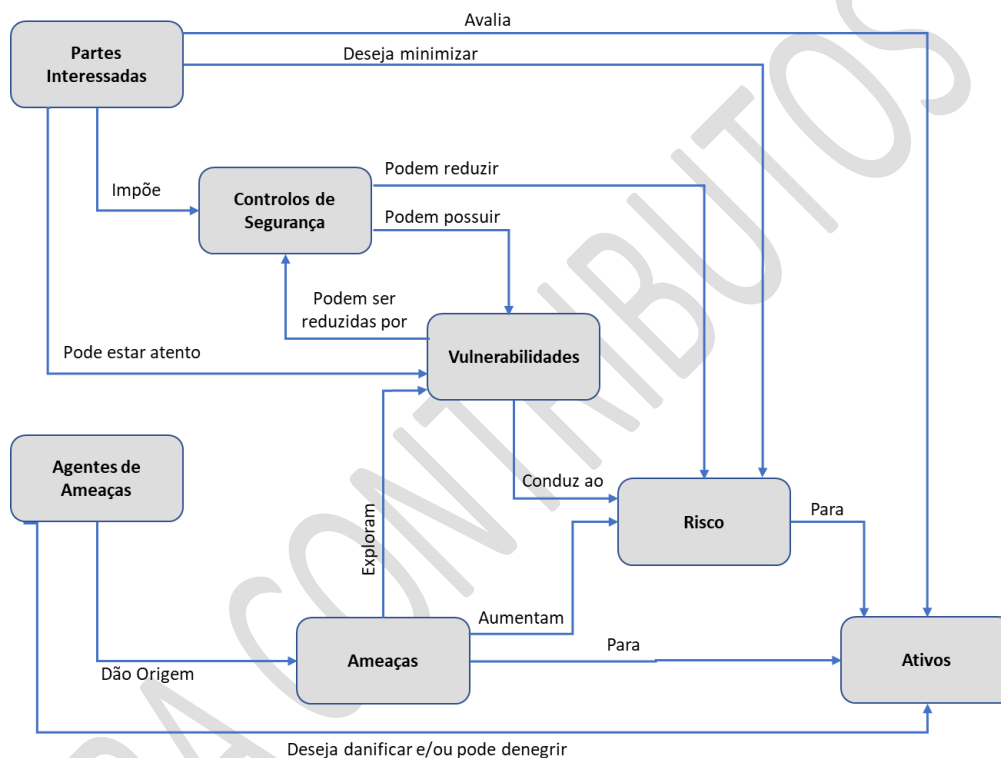 Avalia
Partes
Interessadas
Deseja minimizar
Podem reduzir
Impõe
Controlos de
Segurança
Podem possuir
Podem ser
reduzidas por
Pode estar atento
Vulnerabilidades
Agentes de
Ameaças
Conduz ao
Exploram
Risco
Para
Aumentam
Para
Dão Origem
Ameaças
Ativos
Deseja danificar e/ou pode denegrir
RA CONTRIBUTOS